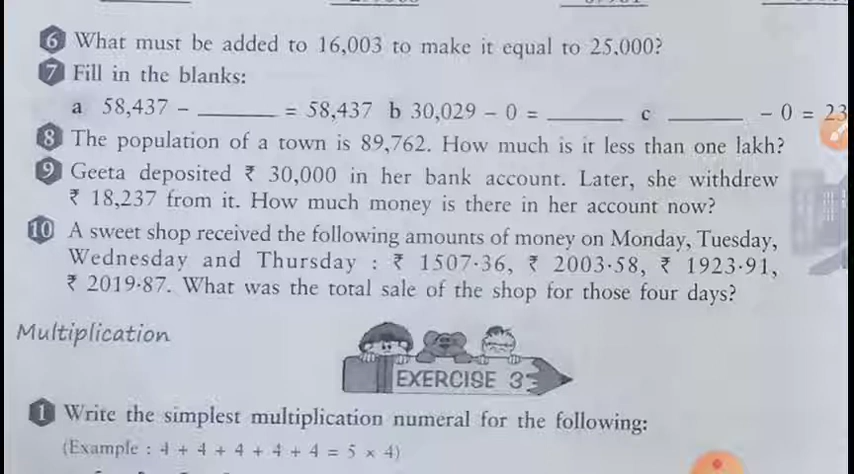 6 What must be added to 16,003 to make it equal to 25,000?
7 Fill in the blanks:
a 58,437 – ________ = 58,437 b 30,029 – 0 = ________ c ________ – 0 = 23
8 The population of a town is 89,762. How much is it less than one lakh?
9 Geeta deposited ₹ 30,000 in her bank account. Later, she withdrew
₹ 18,237 from it. How much money is there in her account now?
10 A sweet shop received the following amounts of money on Monday, Tuesday,
Wednesday and Thursday : ₹ 1507·36, ₹ 2003·58, ₹ 1923·91,
₹ 2019·87. What was the total sale of the shop for those four days?
Multiplication
EXERCISE 3
1 Write the simplest multiplication numeral for the following:
(Example : 4 + 4 + 4 + 4 + 4 = 5 × 4)